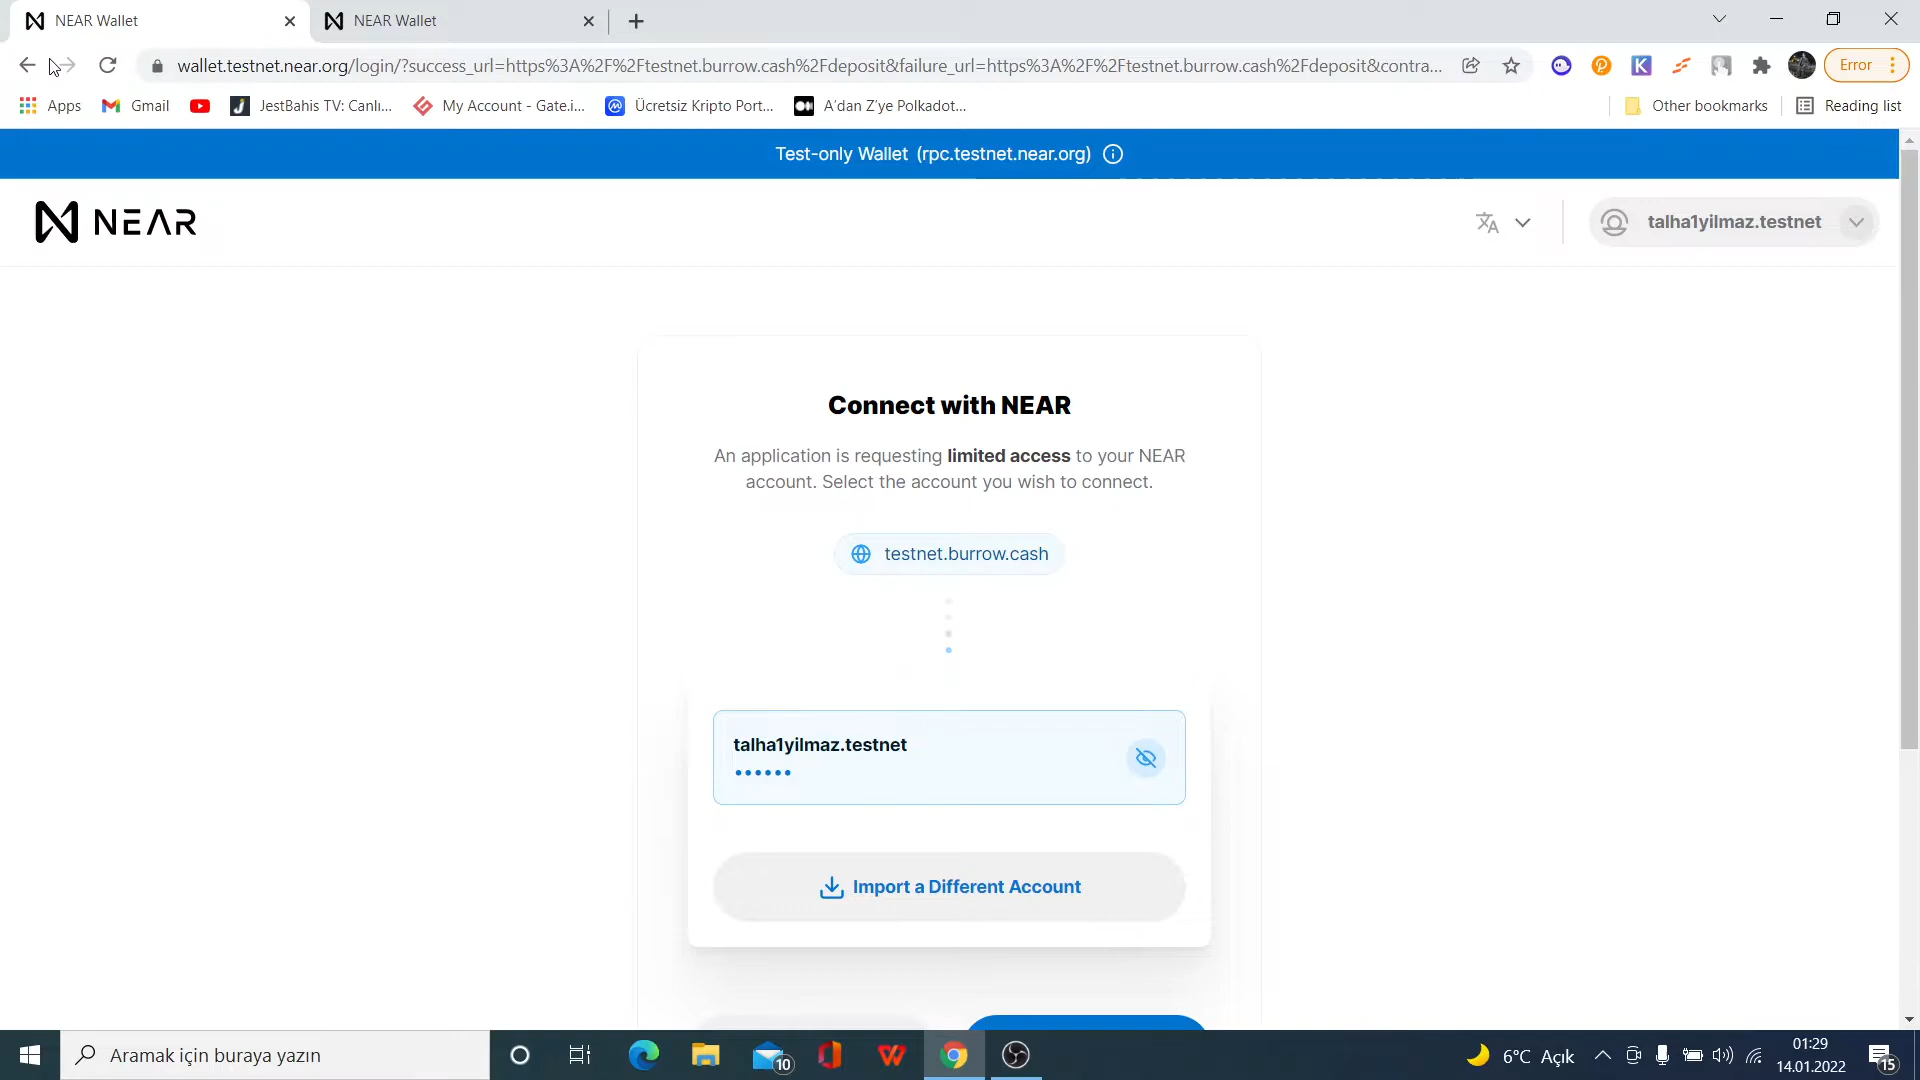 NEAR Wallet
NEAR Wallet
wallet.testnet.near.org/login/?success_url=https%3A%2F%2Ftestnet.burrow.cash%2Fdeposit&failure_url=https%3A%2F%2Ftestnet.burrow.cash%2Fdeposit&contra...
Error
Apps
Gmail
JestBahis TV: Canlı...
My Account - Gate.i...
Ücretsiz Kripto Port...
A'dan Z'ye Polkadot...
Other bookmarks
Reading list
Test-only Wallet (rpc.testnet.near.org)
NEAR
talha1yilmaz.testnet
Connect with NEAR
An application is requesting limited access to your NEAR
account. Select the account you wish to connect.
testnet.burrow.cash
talha1yilmaz.testnet
••••••
Import a Different Account
Aramak için buraya yazın
10
6°C Açık
01:29
14.01.2022
15